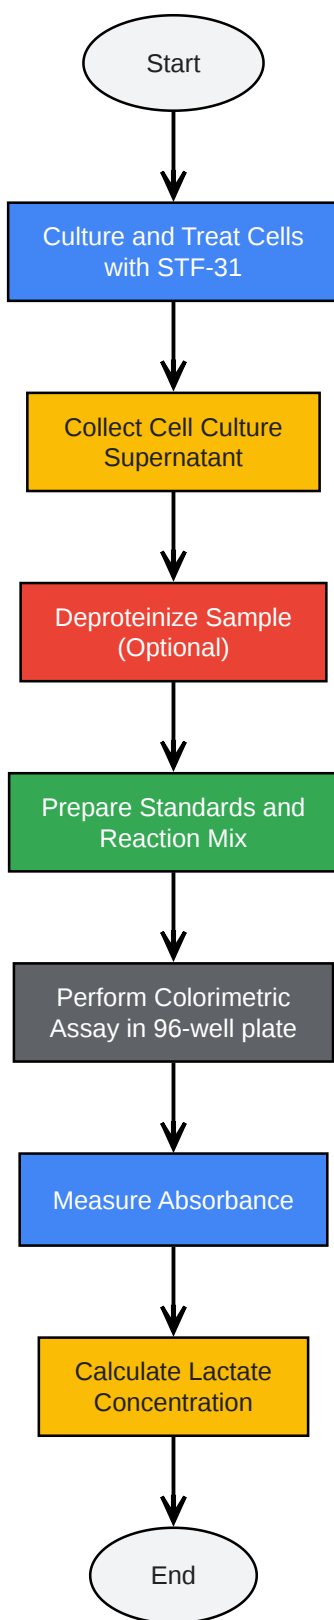 Start
Culture and Treat Cells
with STF-31
Collect Cell Culture
Supernatant
Deproteinize Sample
(Optional)
Prepare Standards and
Reaction Mix
Perform Colorimetric
Assay in 96-well plate
Measure Absorbance
Calculate Lactate
Concentration
End